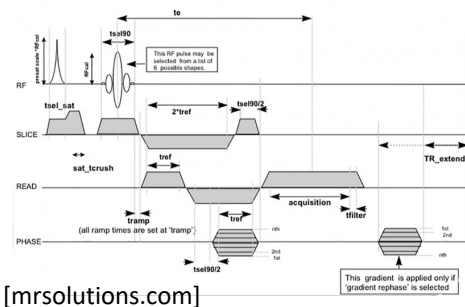 te
tsel90
presat scale *RFcal
RFcal
This RF pulse may be
selected from a list of
6 possible shapes.
RF
tsel_sat
2*tref
tsel90/2
SLICE
sat_tcrush
TR_extend
tref
READ
acquisition
tref
tramp
tfilter
(all ramp times are set at 'tramp")
PHASE
nth
2nd
1st
1st
2nd
nth
tsel90/2
This gradient is applied only if
'gradient rephase' is selected
[mrsolutions.com]